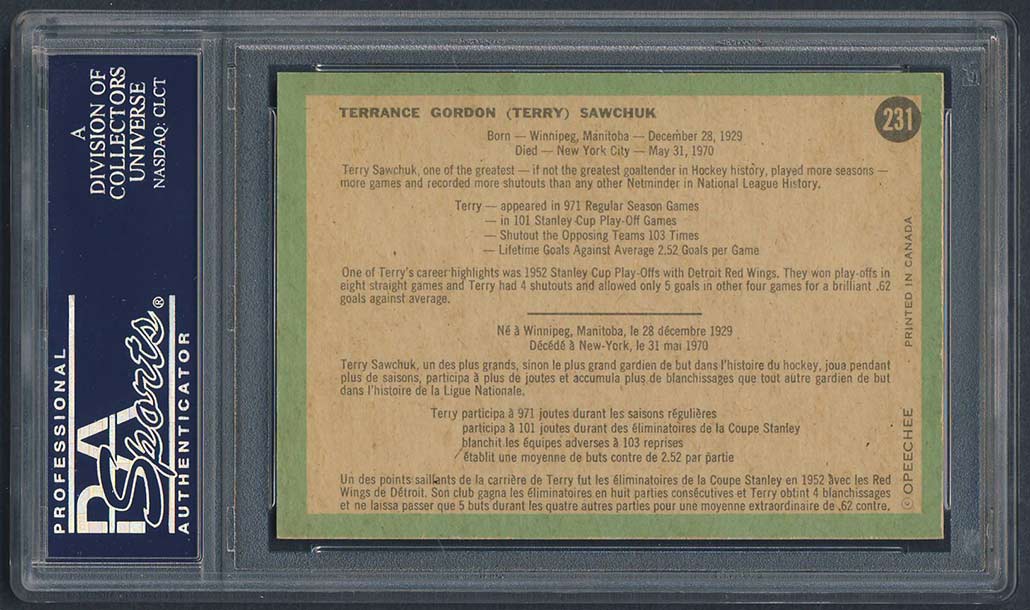 A
DIVISION OF
COLLECTORS
UNIVERSE
NASDAQ: CLCT
PROFESSIONAL
PSA
Sports®
AUTHENTICATOR
TERRANCE GORDON (TERRY) SAWCHUK
231
Born — Winnipeg, Manitoba — December 28, 1929
Died — New York City — May 31, 1970
Terry Sawchuk, one of the greatest — if not the greatest goaltender in Hockey history, played more seasons —
more games and recorded more shutouts than any other Netminder in National League History.
Terry — appeared in 971 Regular Season Games
— in 101 Stanley Cup Play-Off Games
— Shutout the Opposing Teams 103 Times
— Lifetime Goals Against Average 2.52 Goals per Game
One of Terry's career highlights was 1952 Stanley Cup Play-Offs with Detroit Red Wings. They won play-offs in
eight straight games and Terry had 4 shutouts and allowed only 5 goals in other four games for a brilliant .62
goals against average.
Né à Winnipeg, Manitoba, le 28 décembre 1929
Décédé à New-York, le 31 mai 1970
Terry Sawchuk, un des plus grands, sinon le plus grand gardien de but dans l'histoire du hockey, joua pendant
plus de saisons, participa à plus de joutes et accumula plus de blanchissages que tout autre gardien de but
dans l'histoire de la Ligue Nationale.
Terry participa à 971 joutes durant les saisons régulières
participa à 101 joutes durant des éliminatoires de la Coupe Stanley
blanchit les équipes adverses à 103 reprises
établit une moyenne de buts contre de 2.52 par partie
Un des points saillants de la carrière de Terry fut les éliminatoires de la Coupe Stanley en 1952 avec les Red
Wings de Détroit. Son club gagna les éliminatoires en huit parties consécutives et Terry obtint 4 blanchissages
et ne laissa passer que 5 buts durant les quatre autres parties pour une moyenne extraordinaire de .62 contre.
© OPEECHEE
PRINTED IN CANADA